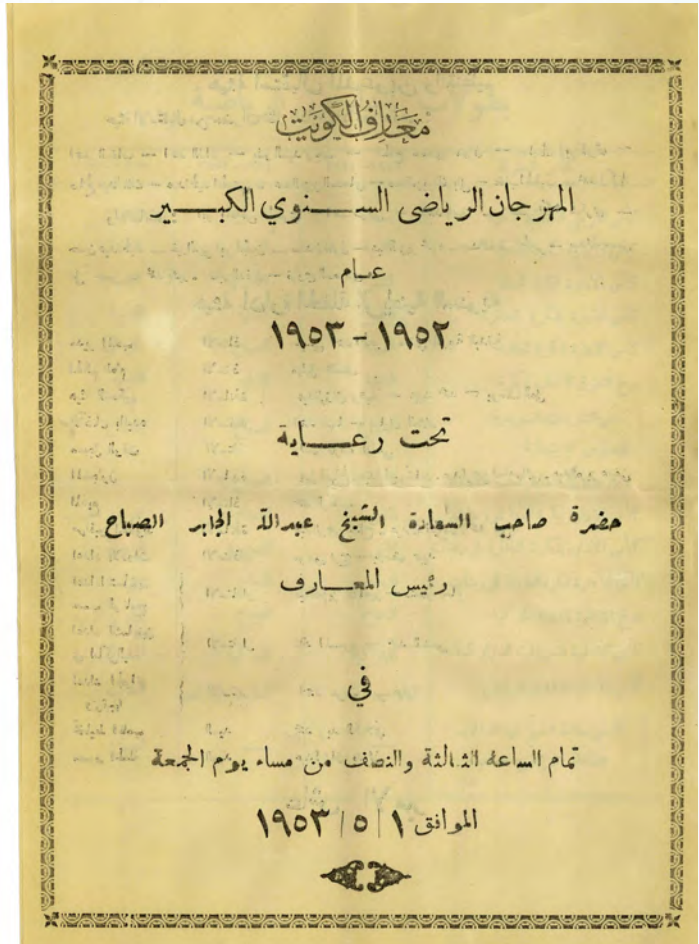 معارف الكويت
المهرجان الرياضى السنوي الكبير
عام
١٩٥٢ - ١٩٥٣
تحت رعاية
حضرة صاحب السعادة الشيخ عبدالله الجابر الصباح
رئيس المعارف
في
تمام الساعة الثالثة والنصف من مساء يوم الجمعة
الموافق ١ / ٥ / ١٩٥٣